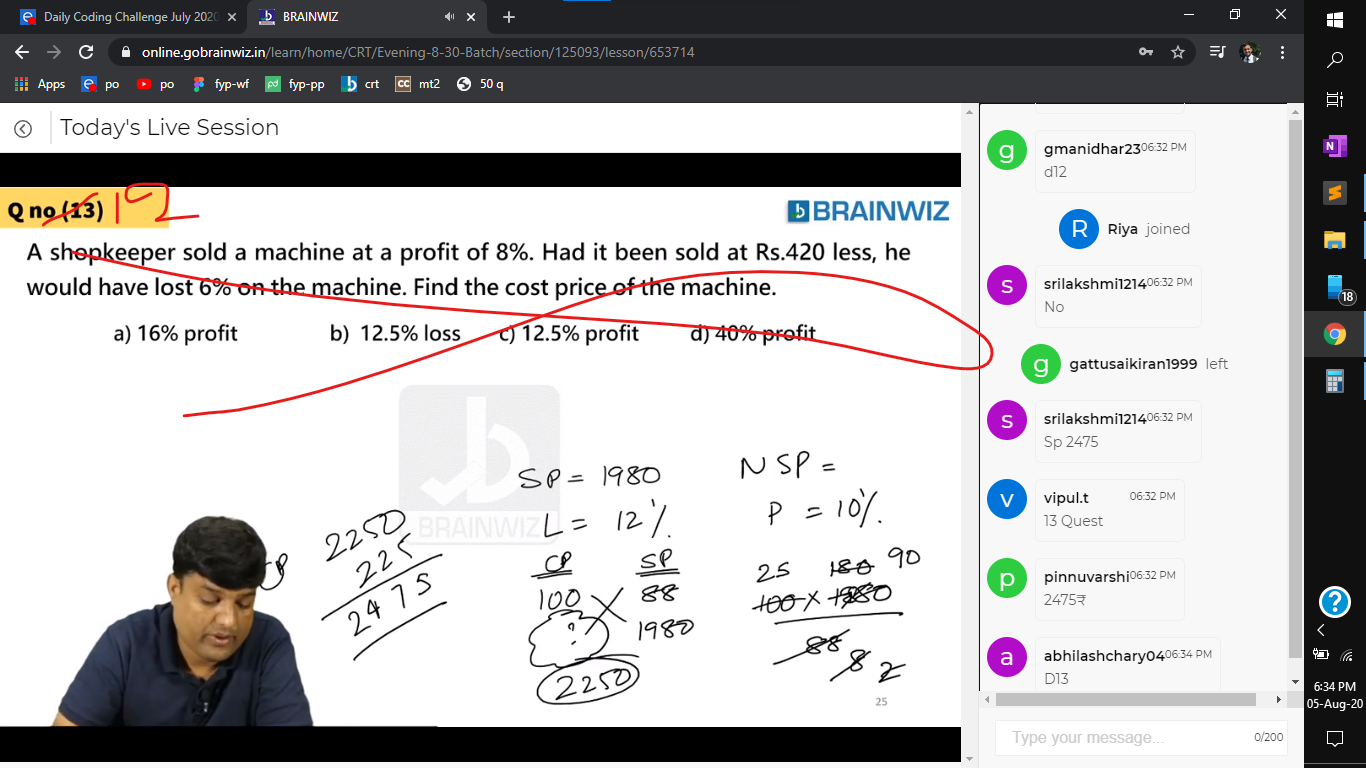 Daily Coding Challenge July 2020
BRAINWIZ
online.gobrainwiz.in/learn/home/CRT/Evening-8-30-Batch/section/125093/lesson/653714
Apps po po fyp-wf fyp-pp crt mt2 50 q
Today's Live Session
Q no (13) 12
BRAINWIZ
A shopkeeper sold a machine at a profit of 8%. Had it been sold at Rs.420 less, he
would have lost 6% on the machine. Find the cost price of the machine.
a) 16% profit b) 12.5% loss c) 12.5% profit d) 40% profit
BRAINWIZ
SP = 1980
L = 12%
CP SP
100 × 88
? 1980
2250
NSP =
P = 10%
25 180 90
100 × 1980
88
8 2
CP
2250
225
2475
25
g
gmanidhar23 06:32 PM
d12
R
Riya joined
s
srilakshmi1214 06:32 PM
No
g
gattusaikiran1999 left
s
srilakshmi1214 06:32 PM
Sp 2475
v
vipul.t 06:32 PM
13 Quest
p
pinnuvarshi 06:32 PM
2475₹
a
abhilashchary04 06:34 PM
D13
Type your message... 0/200
N
18
6:34 PM
05-Aug-20